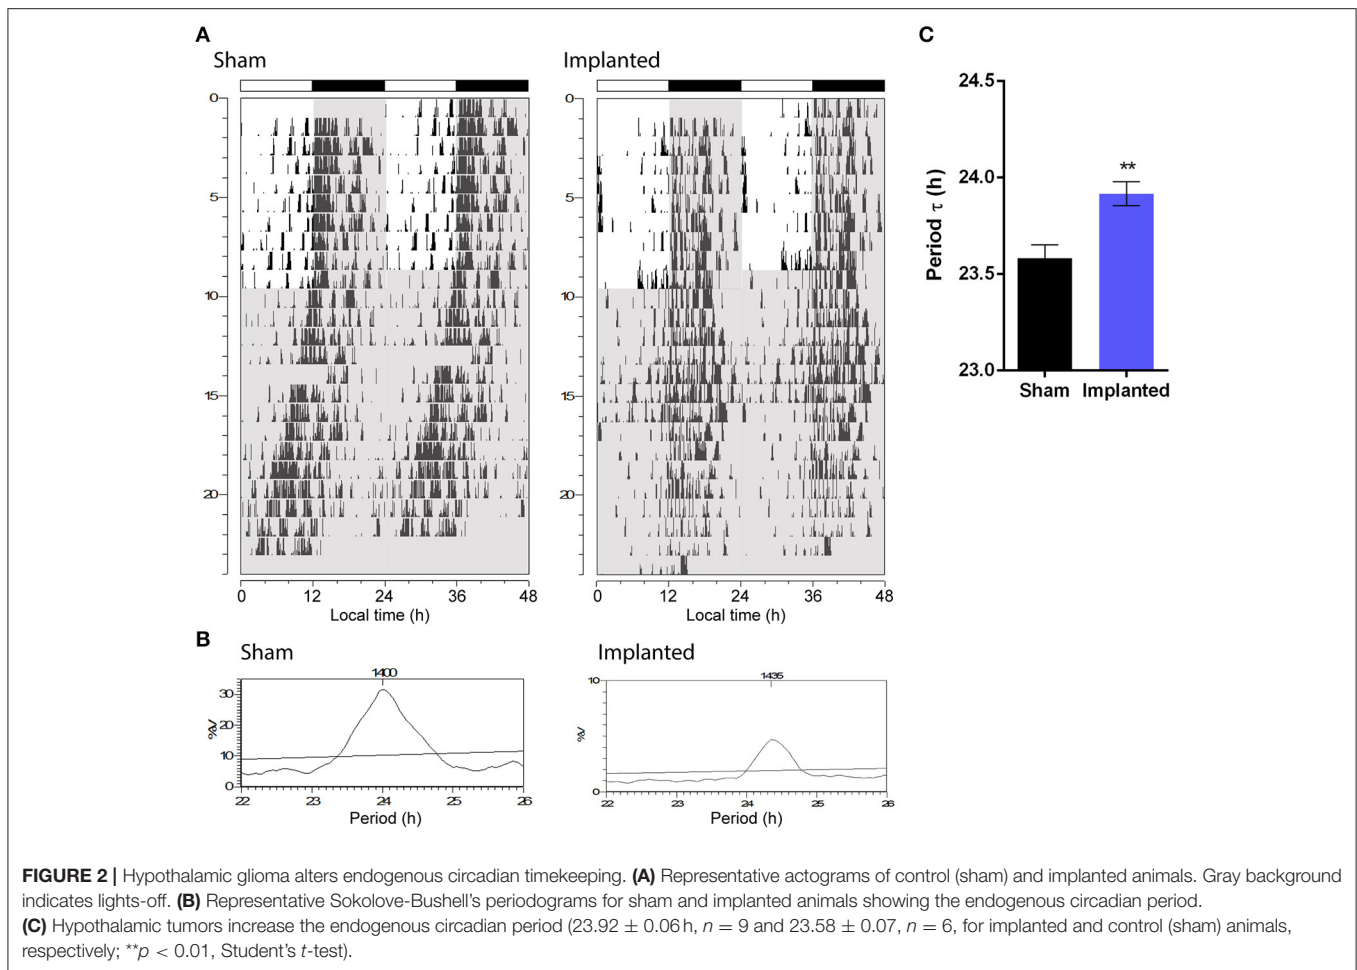 A
Sham
Implanted
C
0
5
10
15
20
0
5
10
15
20
0 12 24 36 48
Local time (h)
0 12 24 36 48
Local time (h)
24.5
24.0
23.5
23.0
Period τ (h)
**
Sham Implanted
B
Sham
Implanted
1400
30
20
10
0
%V
22 23 24 25 26
Period (h)
1435
10
5
0
%V
22 23 24 25 26
Period (h)
FIGURE 2 | Hypothalamic glioma alters endogenous circadian timekeeping. (A) Representative actograms of control (sham) and implanted animals. Gray background
indicates lights-off. (B) Representative Sokolove-Bushell's periodograms for sham and implanted animals showing the endogenous circadian period.
(C) Hypothalamic tumors increase the endogenous circadian period (23.92 ± 0.06 h, n = 9 and 23.58 ± 0.07, n = 6, for implanted and control (sham) animals,
respectively; **p < 0.01, Student's t-test).